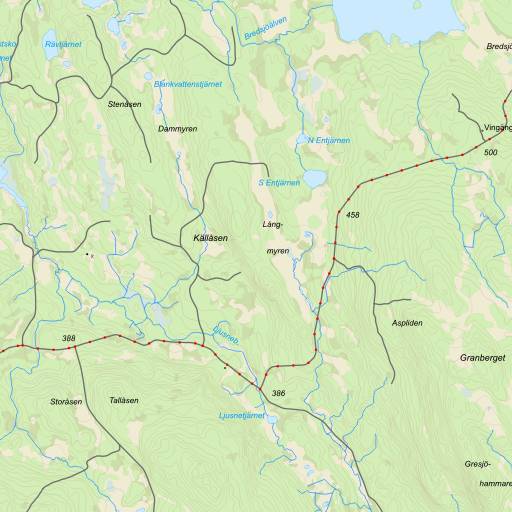 Bredsjöälven
Rävtjärnet
Bredsjö
Blankvattenstjärnet
Stenåsen
Dammyren
Vingäng
N Entjärnen
500
S Entjärnen
458
Lång-
myren
Källåsen
x
Aspliden
Ljusneb.
388
Granberget
386
Storåsen
Tallåsen
Ljusnetjärnet
Gresjö-
hammare